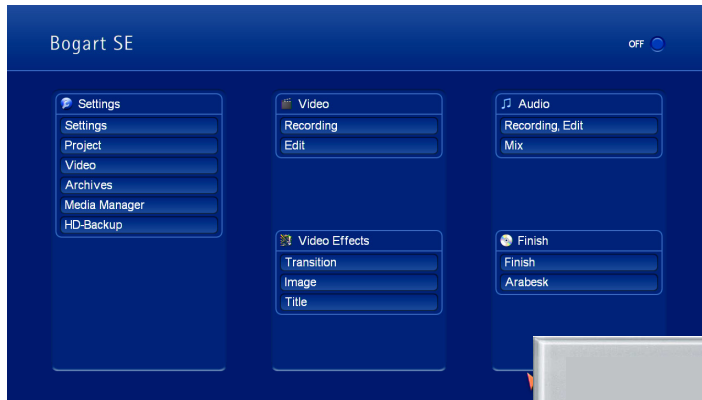 Bogart SE
OFF
Settings
Settings
Project
Video
Archives
Media Manager
HD-Backup
Video
Recording
Edit
Video Effects
Transition
Image
Title
Audio
Recording, Edit
Mix
Finish
Finish
Arabesk